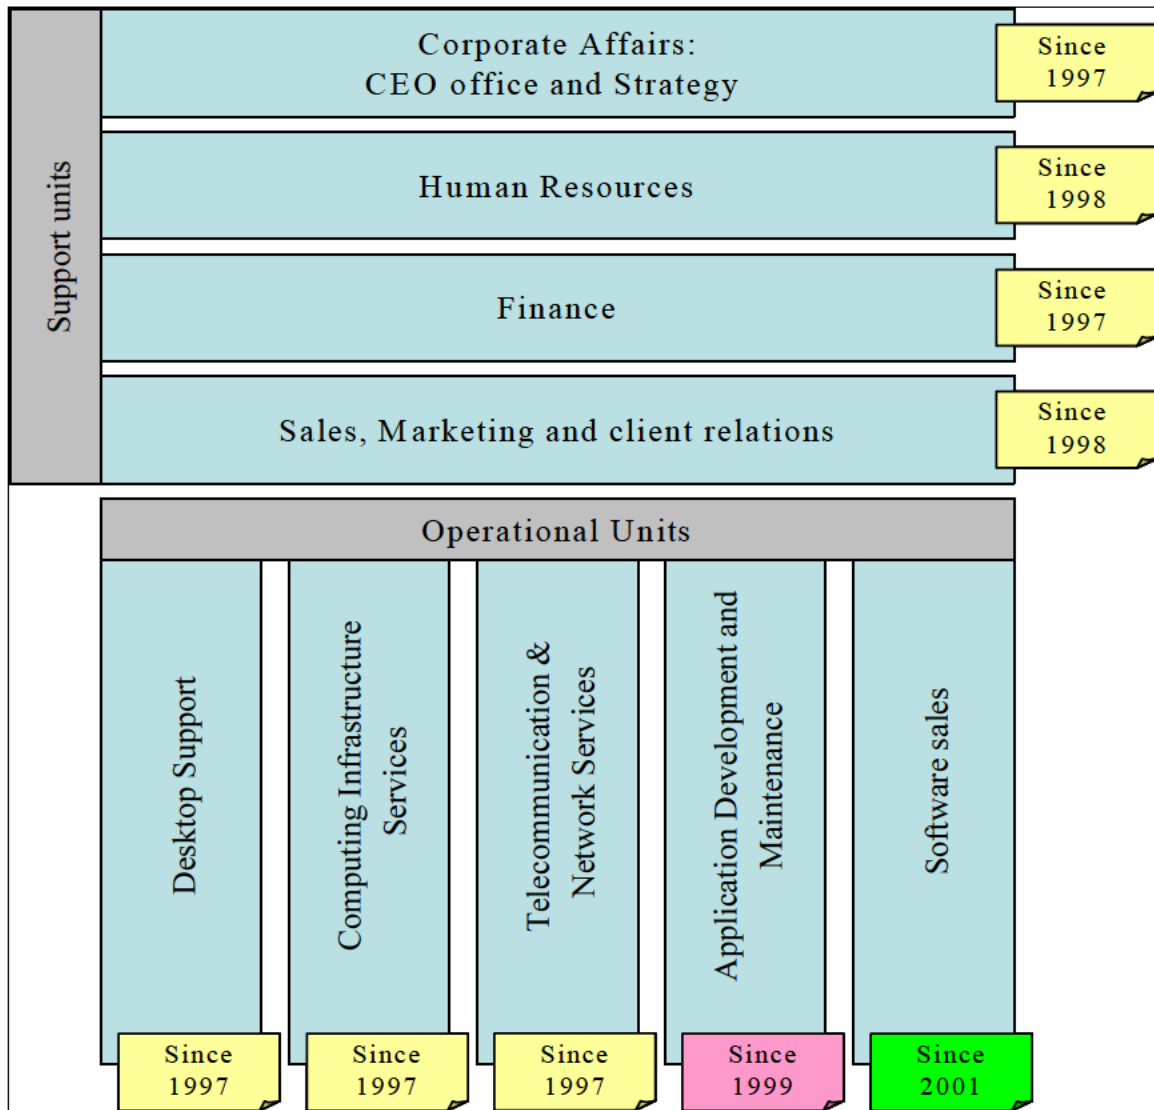 Corporate Affairs:
CEO office and Strategy
Since
1997
Support units
Human Resources
Since
1998
Finance
Since
1997
Sales, Marketing and client relations
Since
1998
Operational Units
Desktop Support
Computing Infrastructure
Services
Telecommunication &
Network Services
Application Development and
Maintenance
Software sales
Since
1997
Since
1997
Since
1997
Since
1999
Since
2001